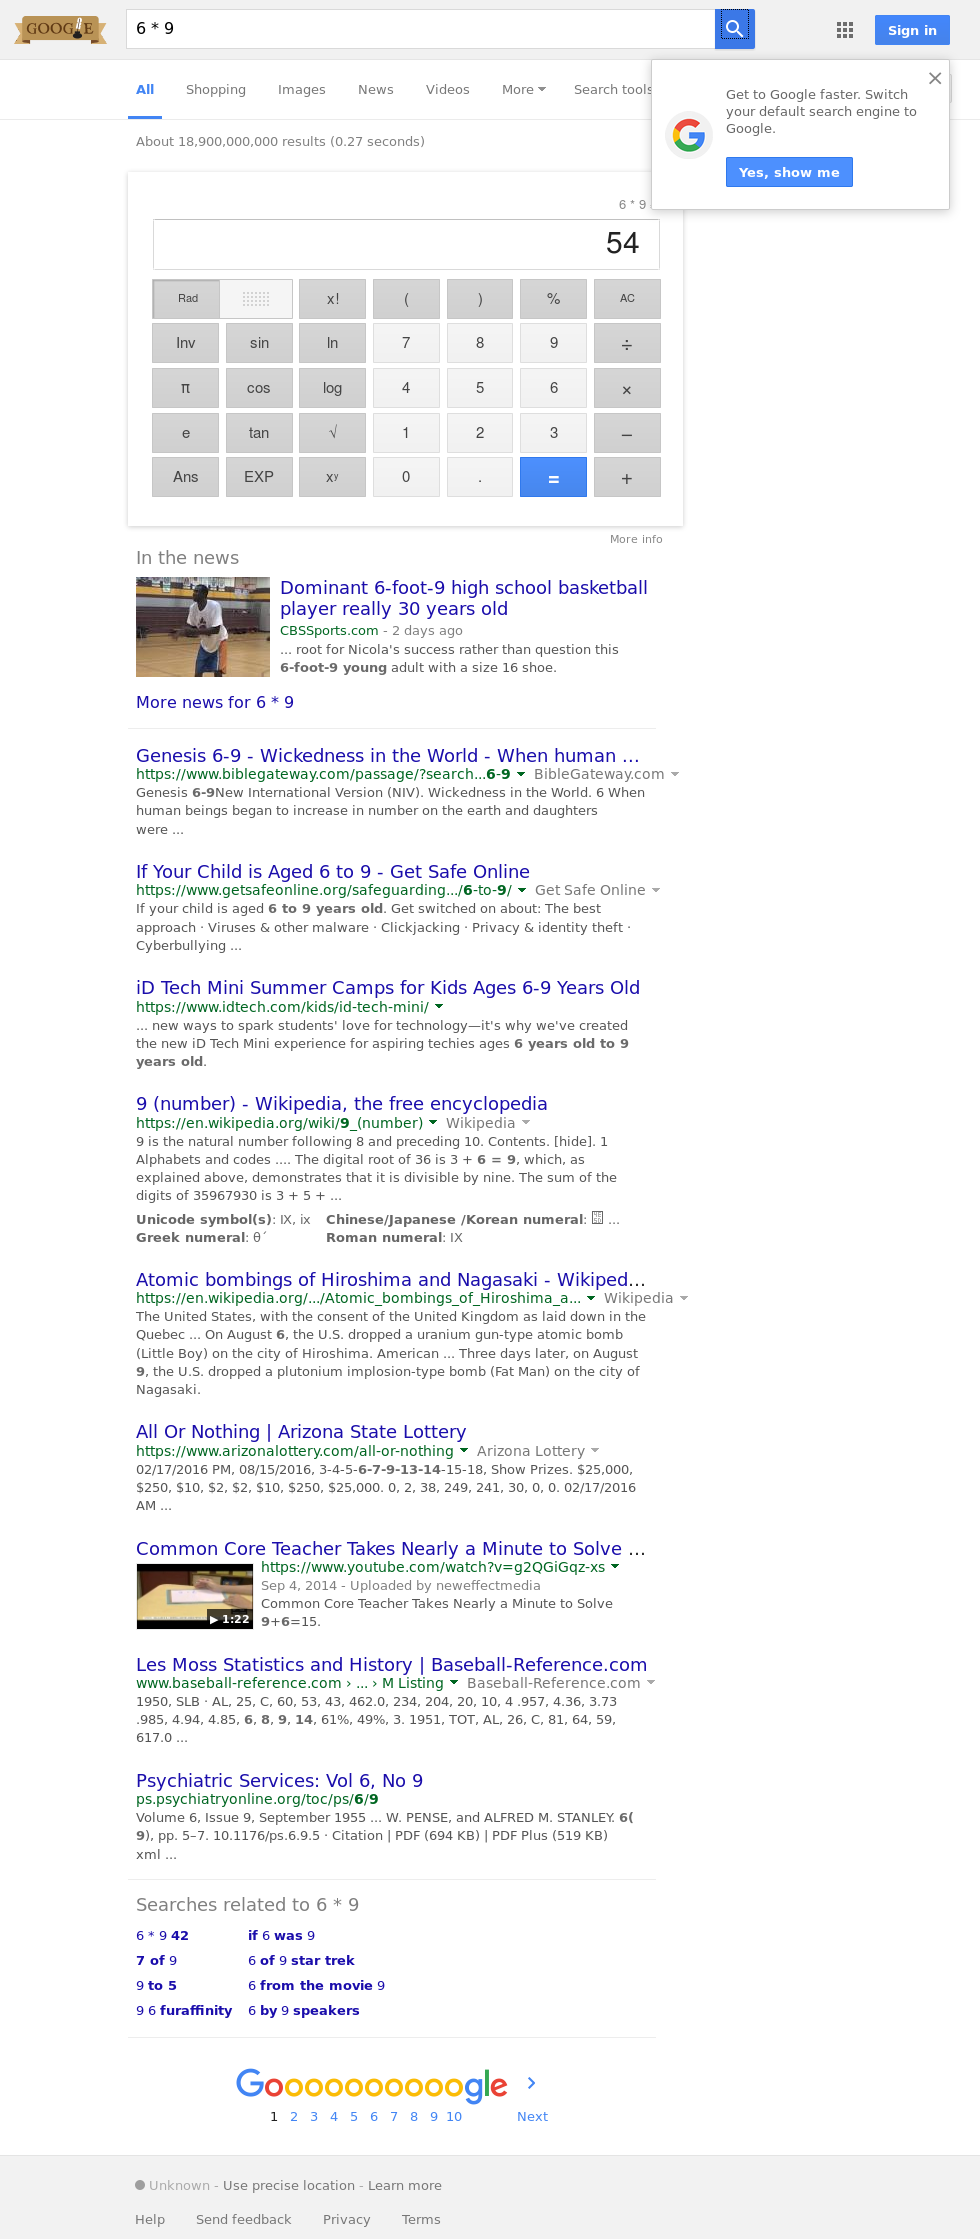 GOOGLE
6 * 9
Sign in
All Shopping Images News Videos More Search tools
Get to Google faster. Switch
your default search engine to
Google.
Yes, show me
About 18,900,000,000 results (0.27 seconds)
6 * 9
54
Rad x! ( ) % AC
Inv sin ln 7 8 9 ÷
π cos log 4 5 6 ×
e tan √ 1 2 3 −
Ans EXP xʸ 0 . = +
More info
In the news
Dominant 6-foot-9 high school basketball
player really 30 years old
CBSSports.com - 2 days ago
... root for Nicola's success rather than question this
6-foot-9 young adult with a size 16 shoe.
More news for 6 * 9
Genesis 6-9 - Wickedness in the World - When human ...
https://www.biblegateway.com/passage/?search...6-9 BibleGateway.com
Genesis 6-9New International Version (NIV). Wickedness in the World. 6 When
human beings began to increase in number on the earth and daughters
were ...
If Your Child is Aged 6 to 9 - Get Safe Online
https://www.getsafeonline.org/safeguarding.../6-to-9/ Get Safe Online
If your child is aged 6 to 9 years old. Get switched on about: The best
approach · Viruses & other malware · Clickjacking · Privacy & identity theft ·
Cyberbullying ...
iD Tech Mini Summer Camps for Kids Ages 6-9 Years Old
https://www.idtech.com/kids/id-tech-mini/
... new ways to spark students' love for technology—it's why we've created
the new iD Tech Mini experience for aspiring techies ages 6 years old to 9
years old.
9 (number) - Wikipedia, the free encyclopedia
https://en.wikipedia.org/wiki/9_(number) Wikipedia
9 is the natural number following 8 and preceding 10. Contents. [hide]. 1
Alphabets and codes .... The digital root of 36 is 3 + 6 = 9, which, as
explained above, demonstrates that it is divisible by nine. The sum of the
digits of 35967930 is 3 + 5 + ...
Unicode symbol(s): Ⅸ, ⅸ Chinese/Japanese /Korean numeral: ...
Greek numeral: θ´ Roman numeral: IX
Atomic bombings of Hiroshima and Nagasaki - Wikiped...
https://en.wikipedia.org/.../Atomic_bombings_of_Hiroshima_a... Wikipedia
The United States, with the consent of the United Kingdom as laid down in the
Quebec ... On August 6, the U.S. dropped a uranium gun-type atomic bomb
(Little Boy) on the city of Hiroshima. American ... Three days later, on August
9, the U.S. dropped a plutonium implosion-type bomb (Fat Man) on the city of
Nagasaki.
All Or Nothing | Arizona State Lottery
https://www.arizonalottery.com/all-or-nothing Arizona Lottery
02/17/2016 PM, 08/15/2016, 3-4-5-6-7-9-13-14-15-18, Show Prizes. $25,000,
$250, $10, $2, $2, $10, $250, $25,000. 0, 2, 38, 249, 241, 30, 0, 0. 02/17/2016
AM ...
Common Core Teacher Takes Nearly a Minute to Solve ...
https://www.youtube.com/watch?v=g2QGiGqz-xs
Sep 4, 2014 - Uploaded by neweffectmedia
Common Core Teacher Takes Nearly a Minute to Solve
9+6=15.
▶ 1:22
Les Moss Statistics and History | Baseball-Reference.com
www.baseball-reference.com › ... › M Listing Baseball-Reference.com
1950, SLB · AL, 25, C, 60, 53, 43, 462.0, 234, 204, 20, 10, 4 .957, 4.36, 3.73
.985, 4.94, 4.85, 6, 8, 9, 14, 61%, 49%, 3. 1951, TOT, AL, 26, C, 81, 64, 59,
617.0 ...
Psychiatric Services: Vol 6, No 9
ps.psychiatryonline.org/toc/ps/6/9
Volume 6, Issue 9, September 1955 ... W. PENSE, and ALFRED M. STANLEY. 6(
9), pp. 5–7. 10.1176/ps.6.9.5 · Citation | PDF (694 KB) | PDF Plus (519 KB)
xml ...
Searches related to 6 * 9
6 * 9 42 if 6 was 9
7 of 9 6 of 9 star trek
9 to 5 6 from the movie 9
9 6 furaffinity 6 by 9 speakers
Goooooooooogle
1 2 3 4 5 6 7 8 9 10 Next
Unknown - Use precise location - Learn more
Help Send feedback Privacy Terms